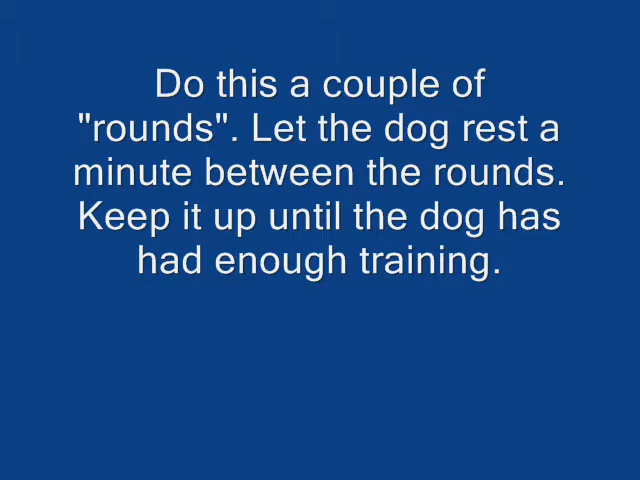 Do this a couple of
"rounds". Let the dog rest a
minute between the rounds.
Keep it up until the dog has
had enough training.